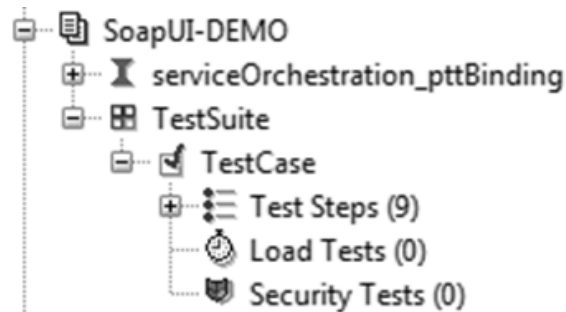 SoapUI-DEMO
serviceOrchestration_pttBinding
TestSuite
TestCase
Test Steps (9)
Load Tests (0)
Security Tests (0)